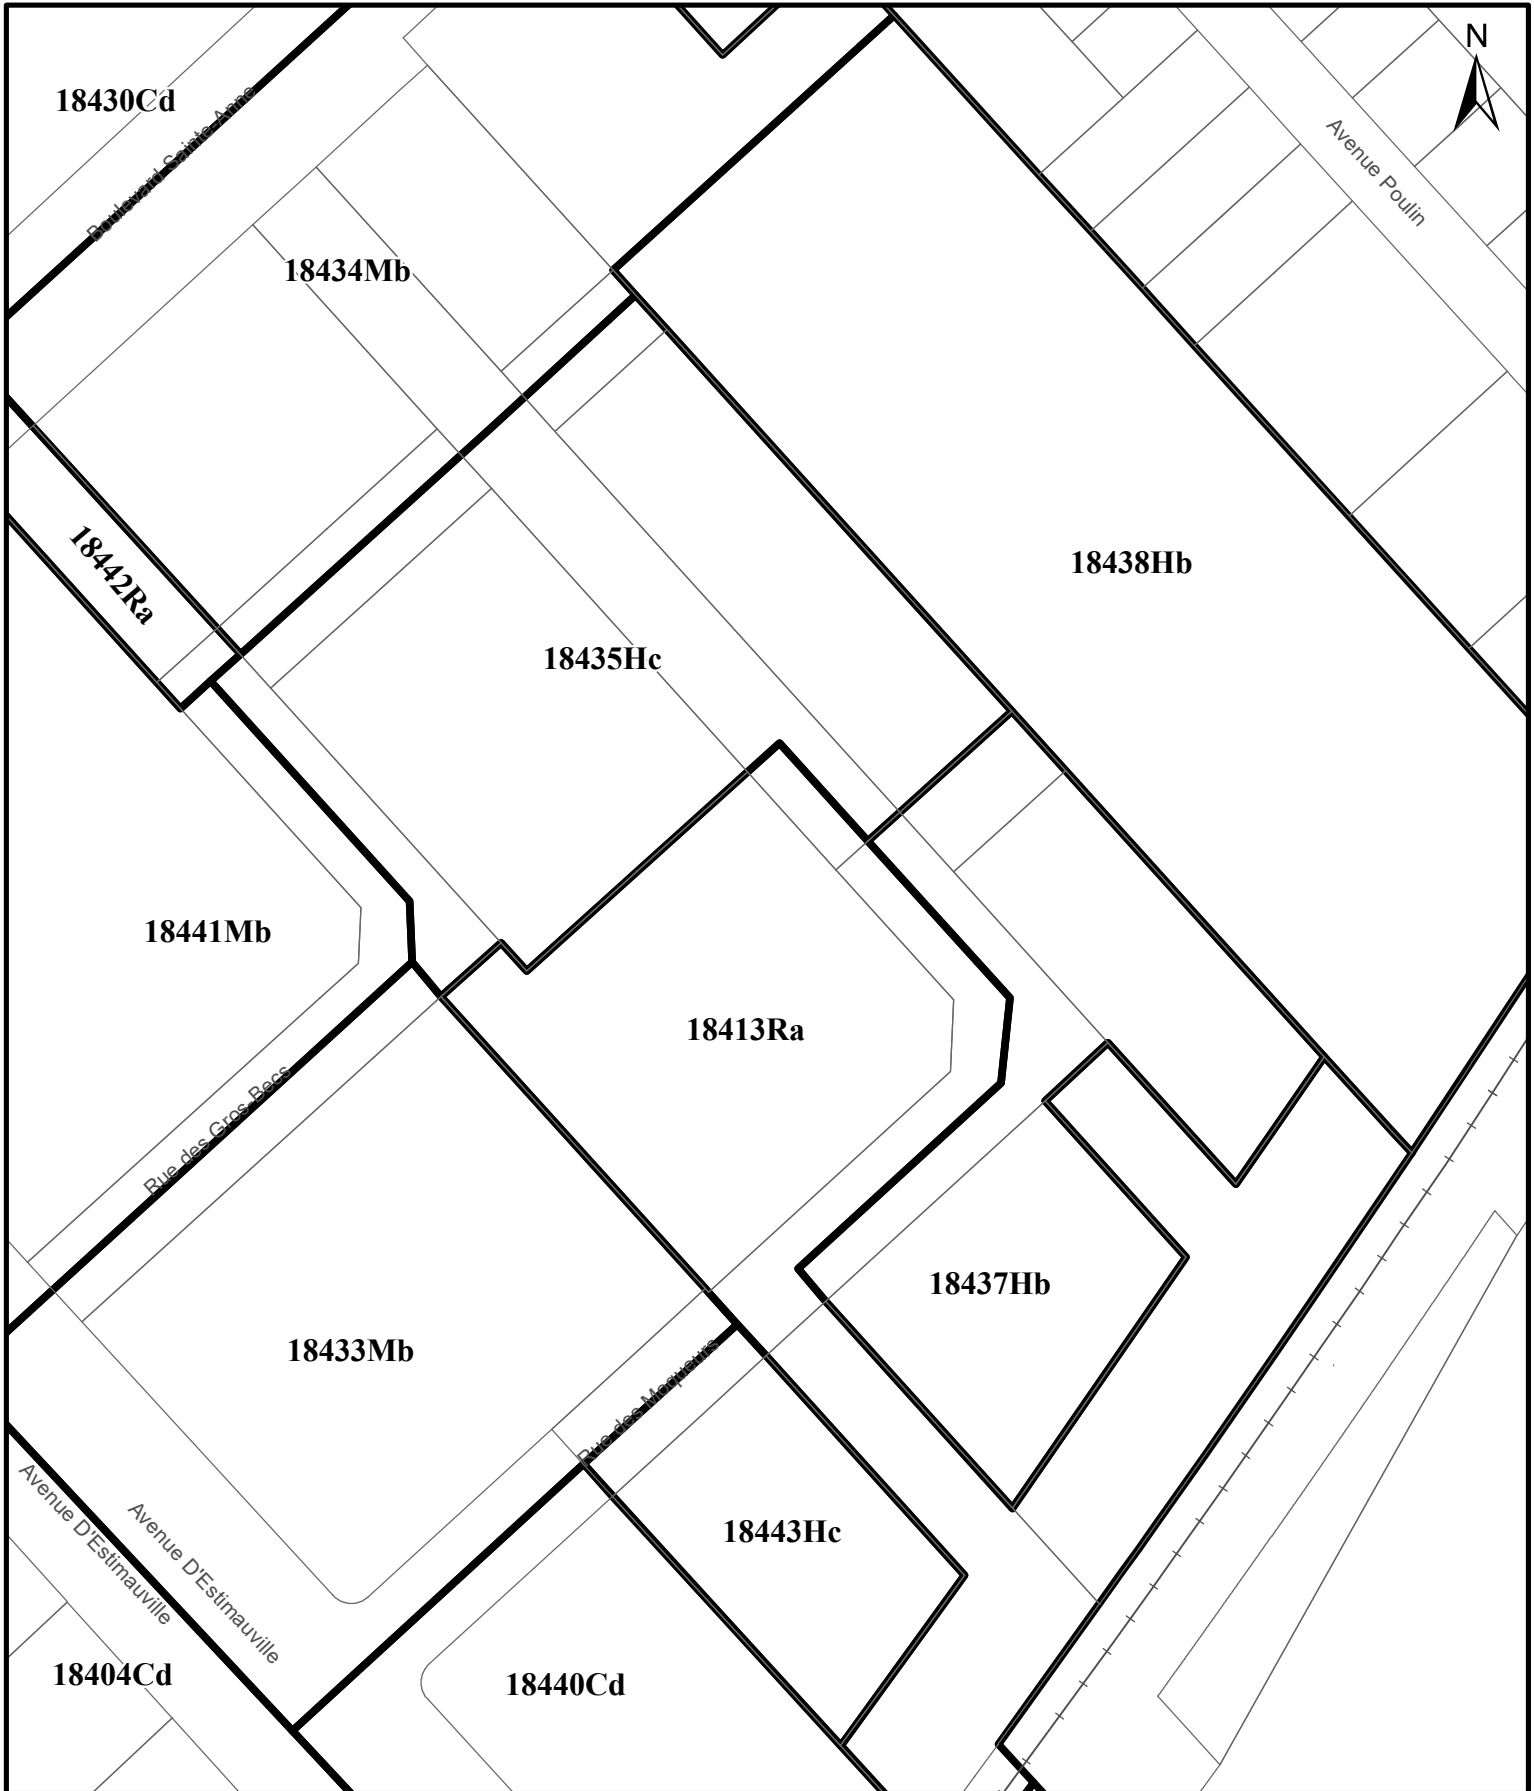 N
18430Cd
Boulevard Sainte-Anne
Avenue Poulin
18434Mb
18442Ra
18438Hb
18435Hc
18441Mb
18413Ra
Rue des Gros-Becs
18437Hb
18433Mb
Rue des Moqueurs
Avenue D'Estimauville
Avenue D'Estimauville
18443Hc
18404Cd
18440Cd